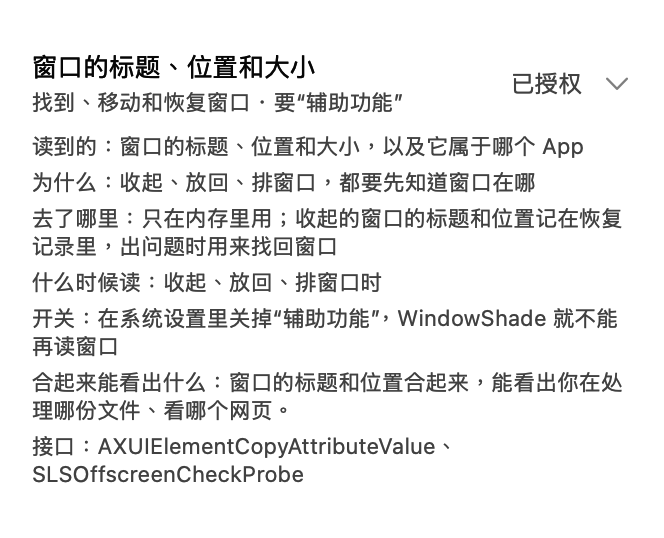 窗口的标题、位置和大小
已授权
找到、移动和恢复窗口 · 要“辅助功能”
读到的：窗口的标题、位置和大小，以及它属于哪个 App
为什么：收起、放回、排窗口，都要先知道窗口在哪
去了哪里：只在内存里用；收起的窗口的标题和位置记在恢复
记录里，出问题时用来找回窗口
什么时候读：收起、放回、排窗口时
开关：在系统设置里关掉“辅助功能”，WindowShade 就不能
再读窗口
合起来能看出什么：窗口的标题和位置合起来，能看出你在处
理哪份文件、看哪个网页。
接口：AXUIElementCopyAttributeValue、
SLSOffscreenCheckProbe